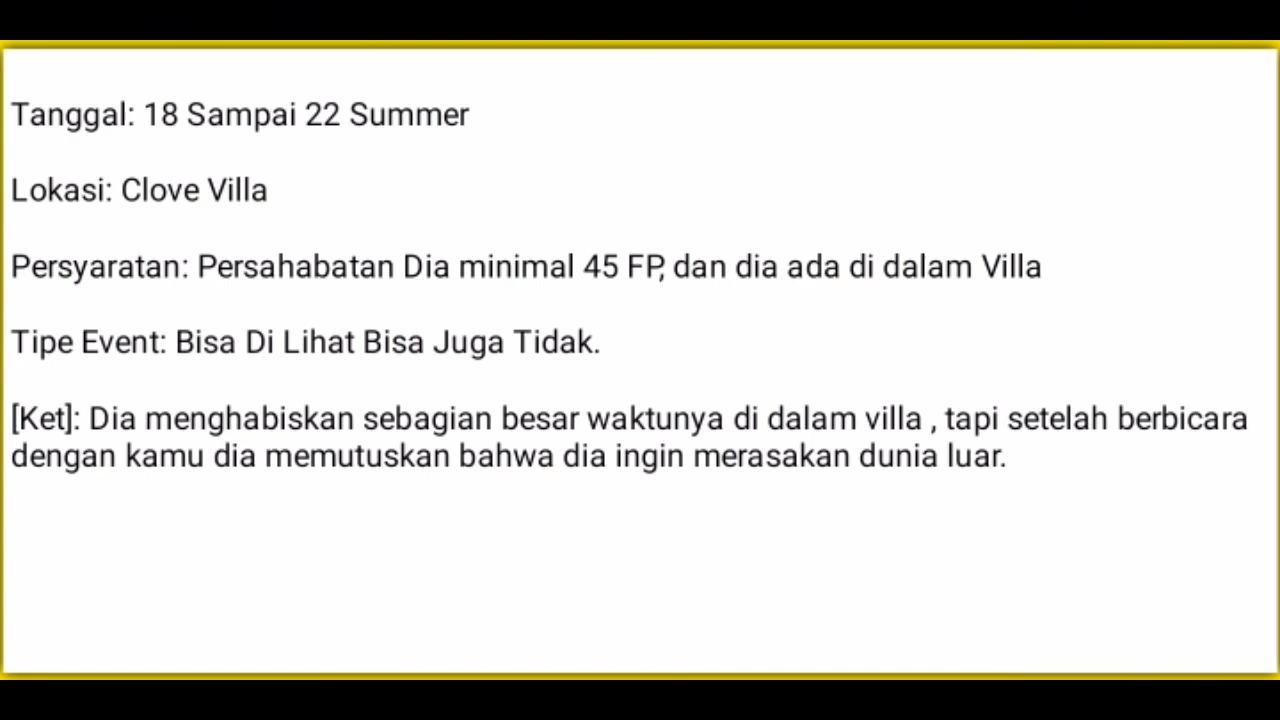 Tanggal: 18 Sampai 22 Summer
Lokasi: Clove Villa
Persyaratan: Persahabatan Dia minimal 45 FP, dan dia ada di dalam Villa
Tipe Event: Bisa Di Lihat Bisa Juga Tidak.
[Ket]: Dia menghabiskan sebagian besar waktunya di dalam villa , tapi setelah berbicara
dengan kamu dia memutuskan bahwa dia ingin merasakan dunia luar.